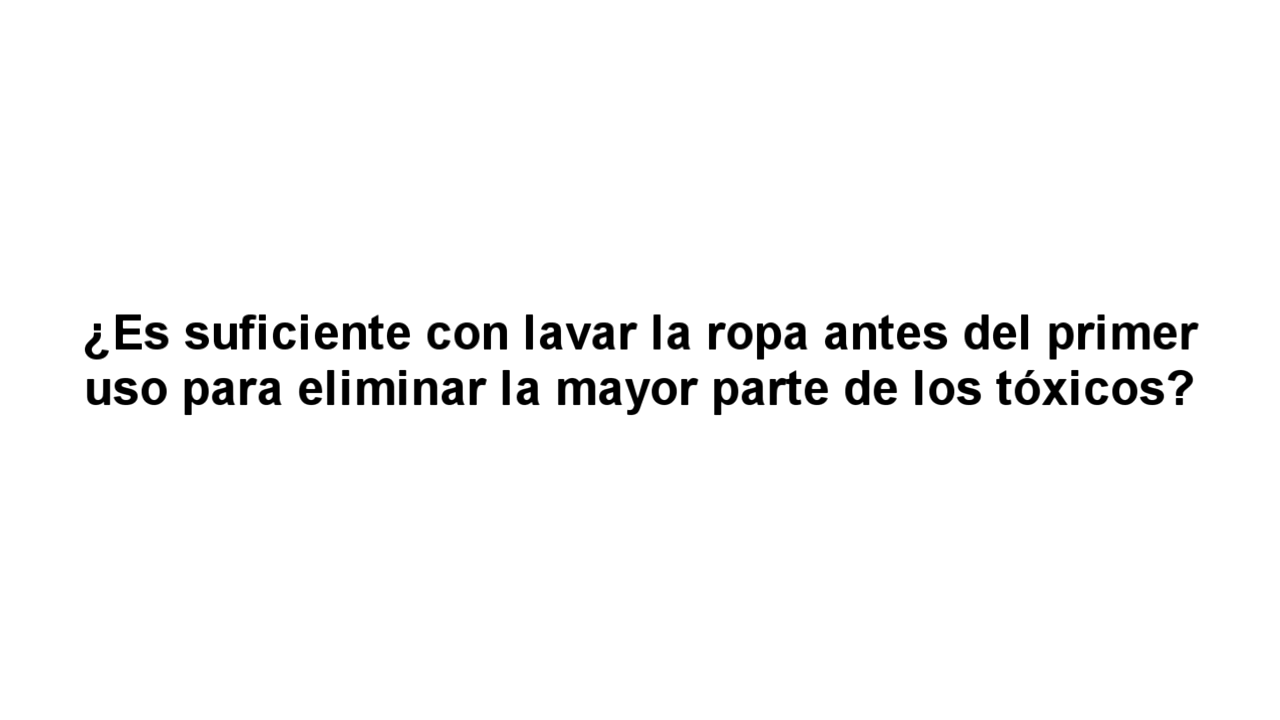 ¿Es suficiente con lavar la ropa antes del primer
uso para eliminar la mayor parte de los tóxicos?